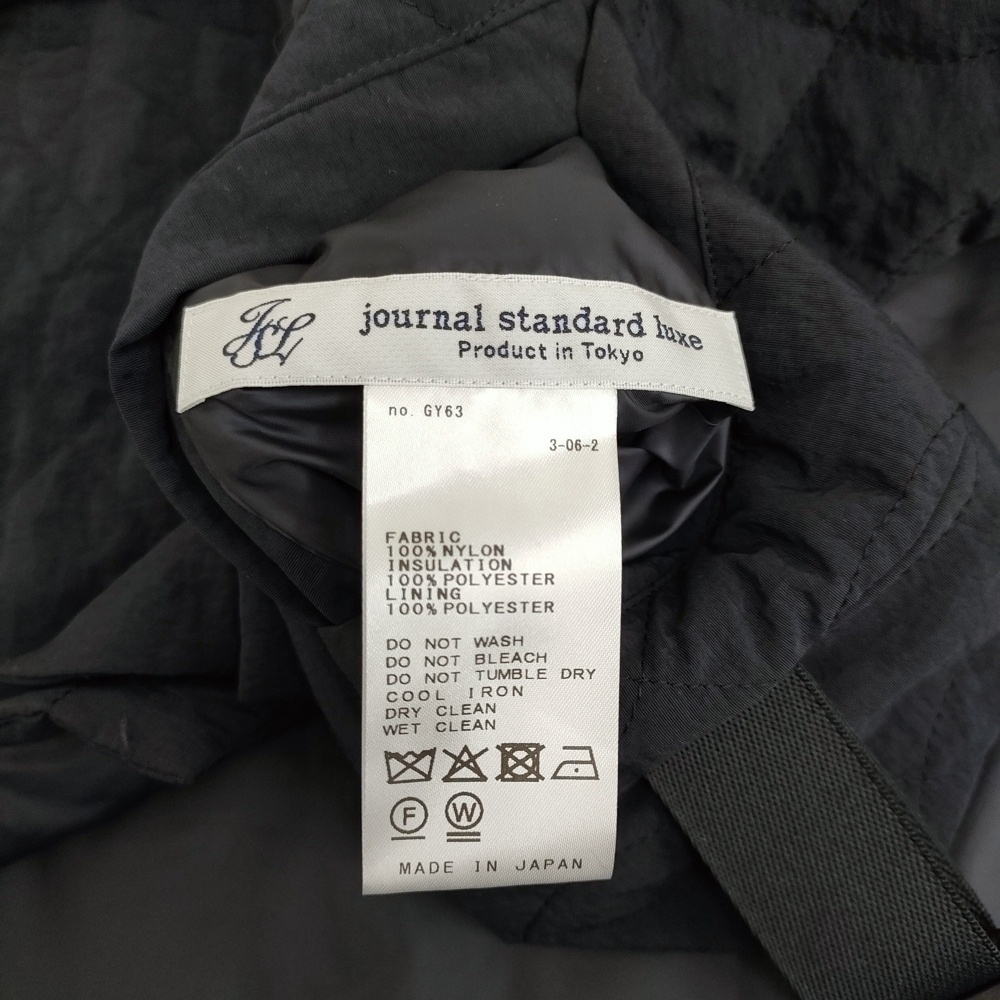 JSL journal standard luxe
Product in Tokyo
no. GY63
3-06-2
FABRIC
100%NYLON
INSULATION
100%POLYESTER
LINING
100%POLYESTER
DO NOT WASH
DO NOT BLEACH
DO NOT TUMBLE DRY
COOL IRON
DRY CLEAN
WET CLEAN
F W
MADE IN JAPAN